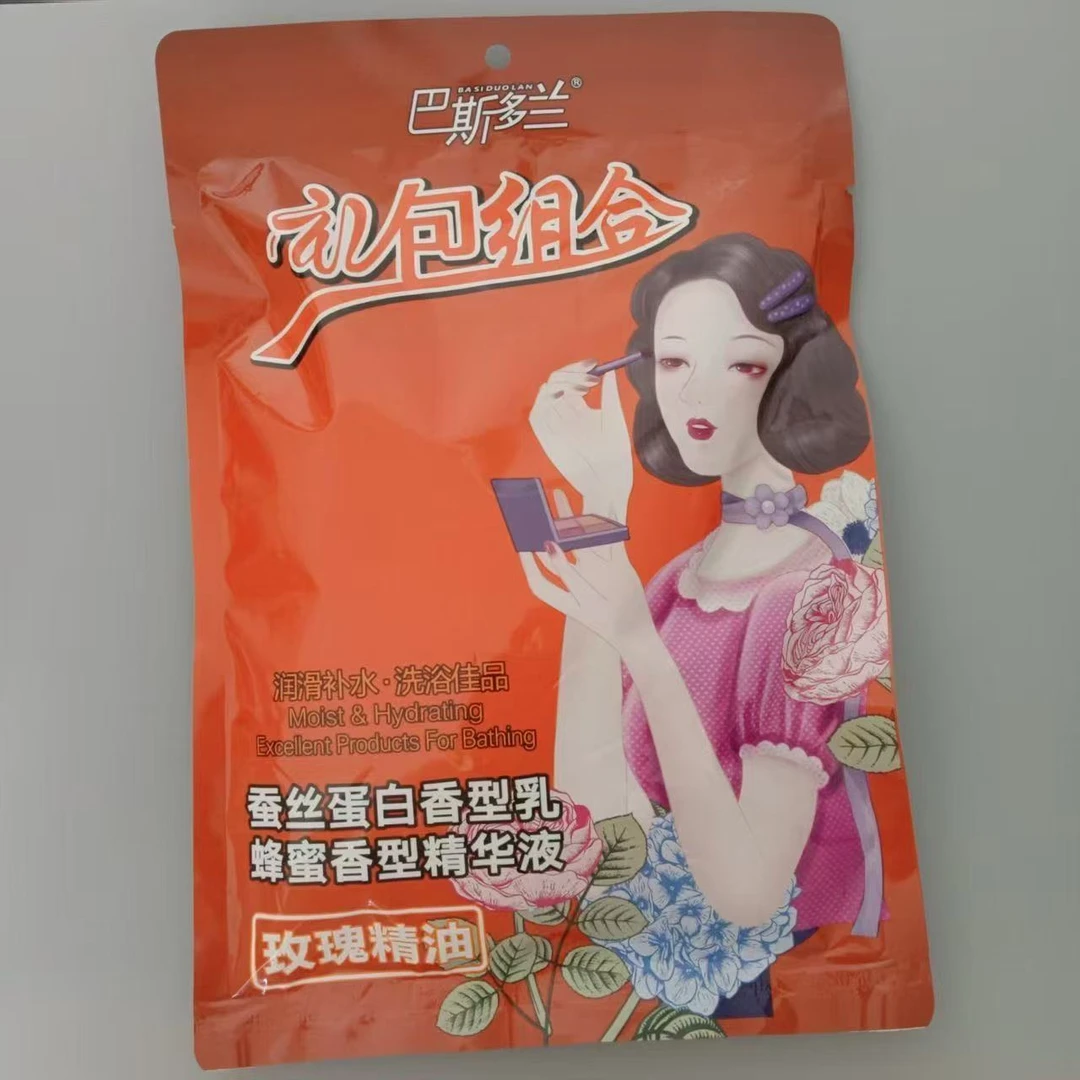 BASIDUOLAN
巴斯多兰®
礼包组合
润滑补水·洗浴佳品
Moist & Hydrating
Excellent Products For Bathing
蚕丝蛋白香型乳
蜂蜜香型精华液
玫瑰精油